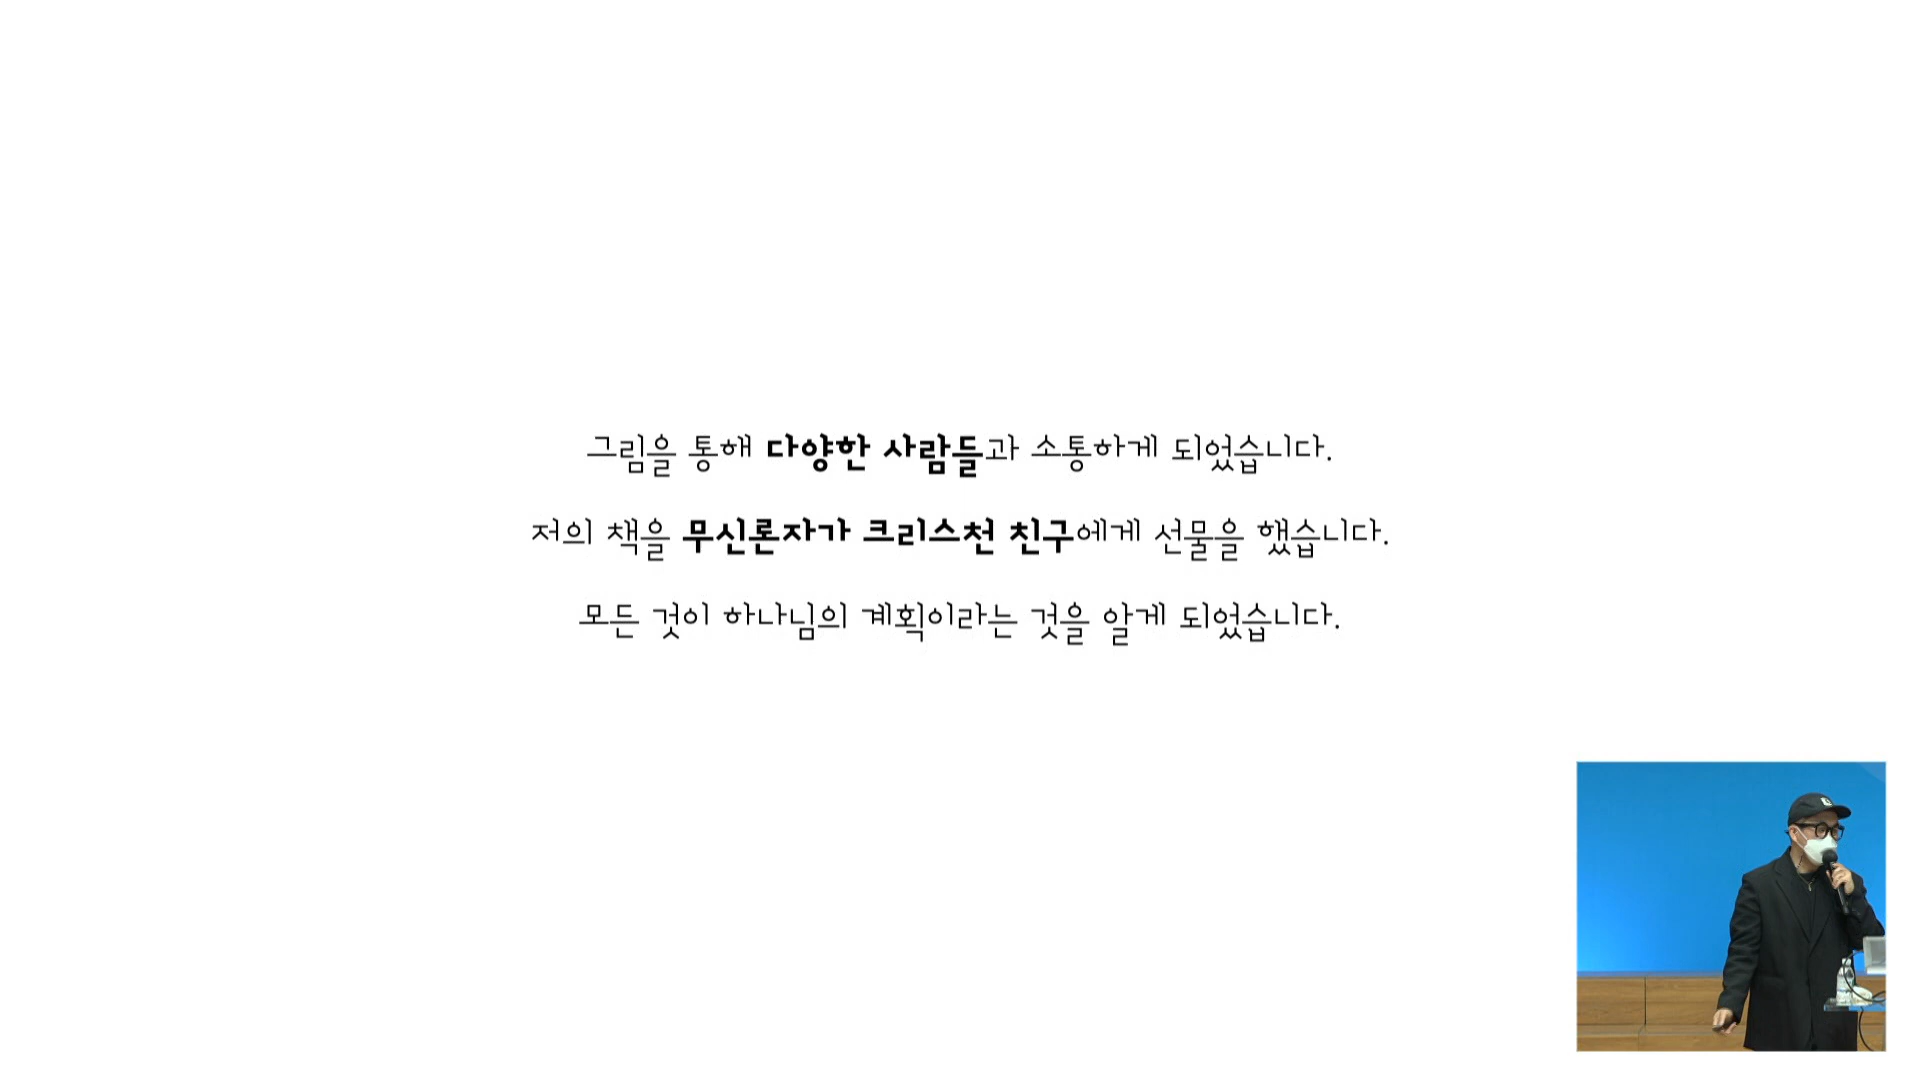 그림을 통해 다양한 사람들과 소통하게 되었습니다.
저의 책을 무신론자가 크리스천 친구에게 선물을 했습니다.
모든 것이 하나님의 계획이라는 것을 알게 되었습니다.